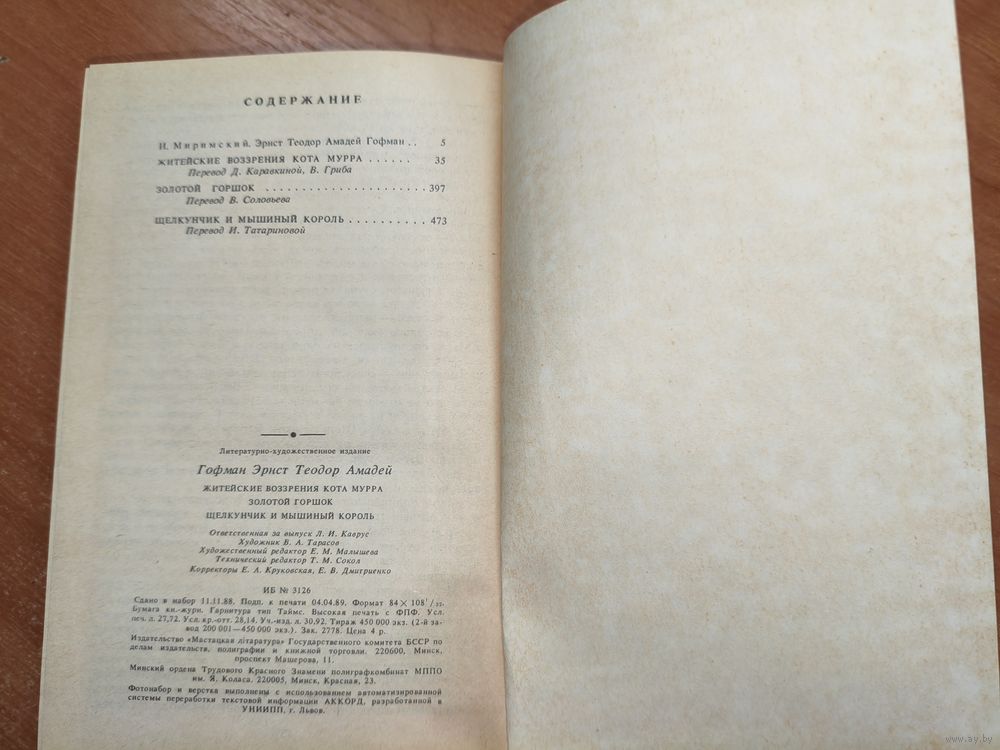 СОДЕРЖАНИЕ
И. Миримский. Эрнст Теодор Амадей Гофман . . 5
ЖИТЕЙСКИЕ ВОЗЗРЕНИЯ КОТА МУРРА . . . . . . 35
Перевод Д. Каравкиной, В. Гриба
ЗОЛОТОЙ ГОРШОК . . . . . . . . . . . . . . . . . . . . . . 397
Перевод В. Соловьева
ЩЕЛКУНЧИК И МЫШИНЫЙ КОРОЛЬ . . . . . . . . . . 473
Перевод И. Татариновой
Литературно-художественное издание
Гофман Эрнст Теодор Амадей
ЖИТЕЙСКИЕ ВОЗЗРЕНИЯ КОТА МУРРА
ЗОЛОТОЙ ГОРШОК
ЩЕЛКУНЧИК И МЫШИНЫЙ КОРОЛЬ
Ответственная за выпуск Л. И. Каврус
Художник В. А. Тарасов
Художественный редактор Е. М. Малышева
Технический редактор Т. М. Сокол
Корректоры Е. А. Круковская, Е. В. Дмитриенко
ИБ № 3126
Сдано в набор 11.11.88. Подп. к печати 04.04.89. Формат 84×108¹/₃₂.
Бумага кн.-журн. Гарнитура тип Таймс. Высокая печать с ФПФ. Усл.
печ. л. 27,72. Усл. кр.-отт. 28,14. Уч.-изд. л. 30,92. Тираж 450 000 экз. (2-й за-
вод 200 001—450 000 экз.). Зак. 2778. Цена 4 р.
Издательство «Мастацкая літаратура» Государственного комитета БССР по
делам издательств, полиграфии и книжной торговли. 220600, Минск,
проспект Машерова, 11.
Минский ордена Трудового Красного Знамени полиграфкомбинат МППО
им. Я. Коласа. 220005, Минск, Красная, 23.
Фотонабор и верстка выполнены с использованием автоматизированной
системы переработки текстовой информации АККОРД, разработанной в
УНИИПП, г. Львов.
www.ay.by